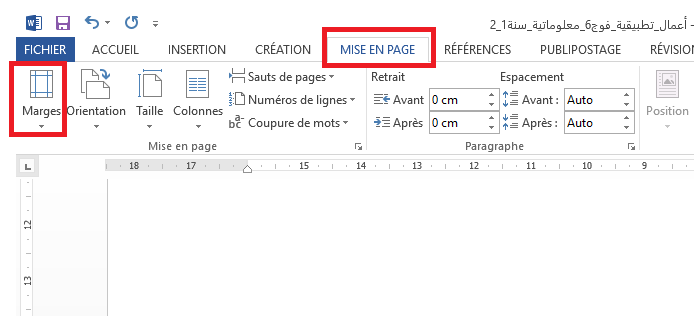 2_1أعمال_تطبيقية_فوج6_معلوماتية_سنة -
FICHIER ACCUEIL INSERTION CRÉATION MISE EN PAGE RÉFÉRENCES PUBLIPOSTAGE RÉVISION
Marges
Orientation
Taille
Colonnes
Sauts de pages
Numéros de lignes
Coupure de mots
Mise en page
Retrait
Avant 0 cm
Après 0 cm
Espacement
Avant : Auto
Après : Auto
Paragraphe
Position
L
18 17 15 14 13 12 11 10 9
12
13